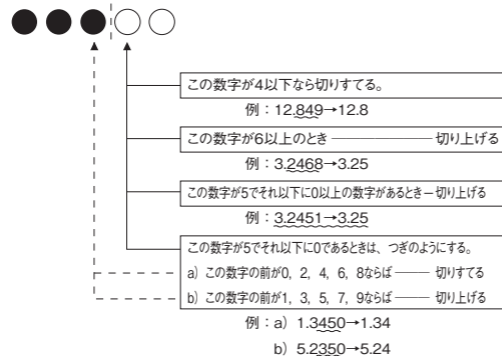 この数字が4以下なら切りすてる。
例：12.849→12.8
この数字が6以上のとき ――――― 切り上げる
例：3.2468→3.25
この数字が5でそれ以下に0以上の数字があるとき－切り上げる
例：3.2451→3.25
この数字が5でそれ以下に0であるときは、つぎのようにする。
a）この数字の前が0，2，4，6，8ならば ―― 切りすてる
b）この数字の前が1，3，5，7，9ならば ―― 切り上げる
例：a）1.3450→1.34
b）5.2350→5.24